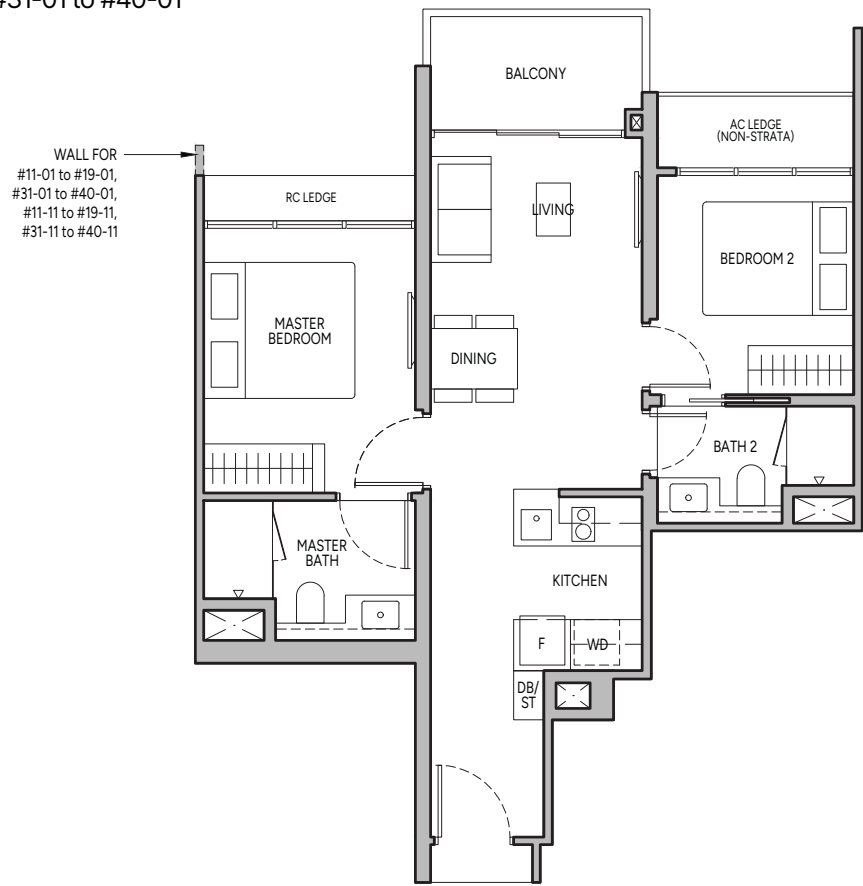 #31-01 to #40-01
BALCONY
AC LEDGE
(NON-STRATA)
WALL FOR
#11-01 to #19-01,
#31-01 to #40-01,
#11-11 to #19-11,
#31-11 to #40-11
RC LEDGE
LIVING
BEDROOM 2
MASTER
BEDROOM
DINING
BATH 2
MASTER
BATH
KITCHEN
F
WD
DB/
ST